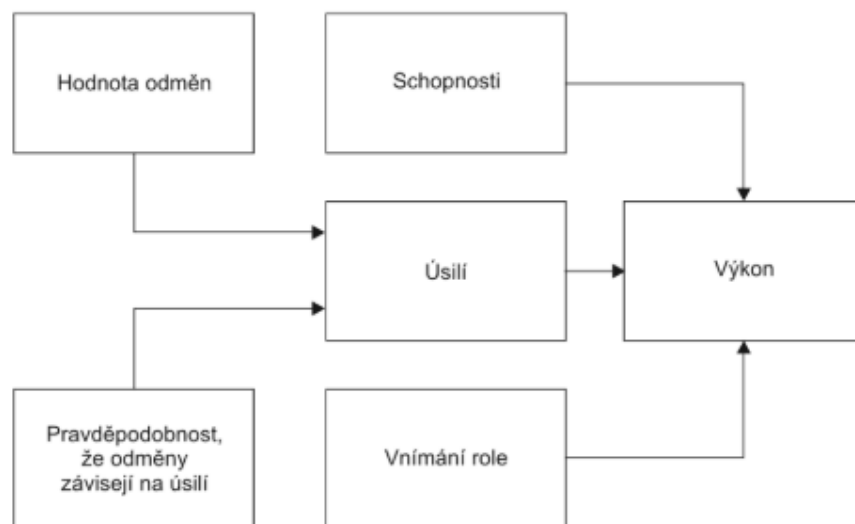 Hodnota odměn
Schopnosti
Úsilí
Výkon
Pravděpodobnost,
že odměny
závisejí na úsilí
Vnímání role